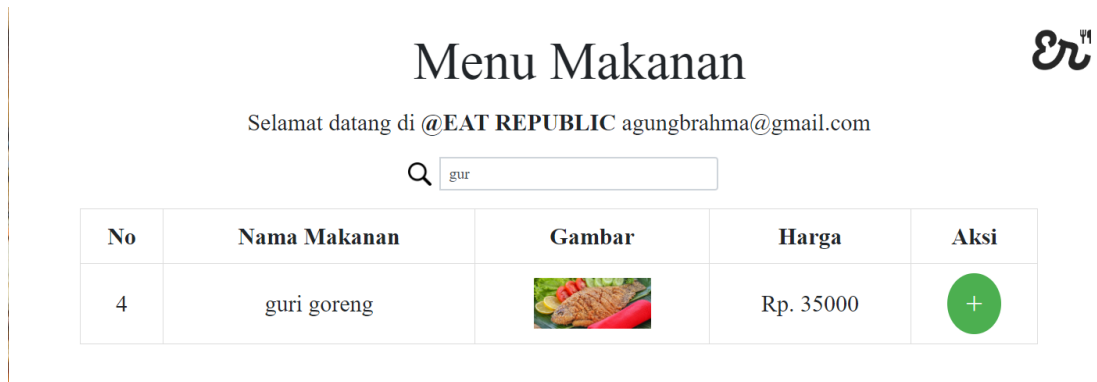 Menu Makanan
Er
Selamat datang di @EAT REPUBLIC agungbrahma@gmail.com
gur
No Nama Makanan Gambar Harga Aksi
4 guri goreng Rp. 35000 +